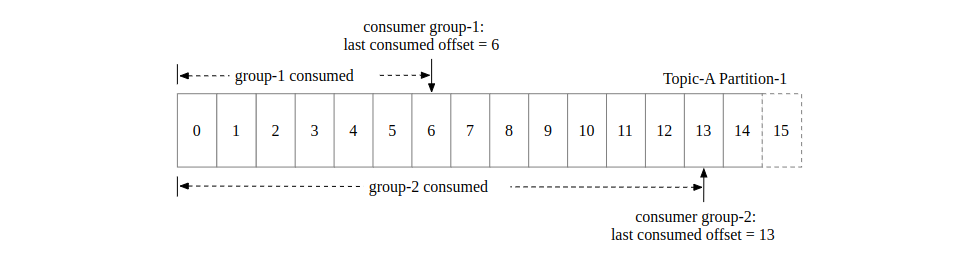 consumer group-1:
last consumed offset = 6
group-1 consumed
Topic-A Partition-1
0 1 2 3 4 5 6 7 8 9 10 11 12 13 14 15
group-2 consumed
consumer group-2:
last consumed offset = 13